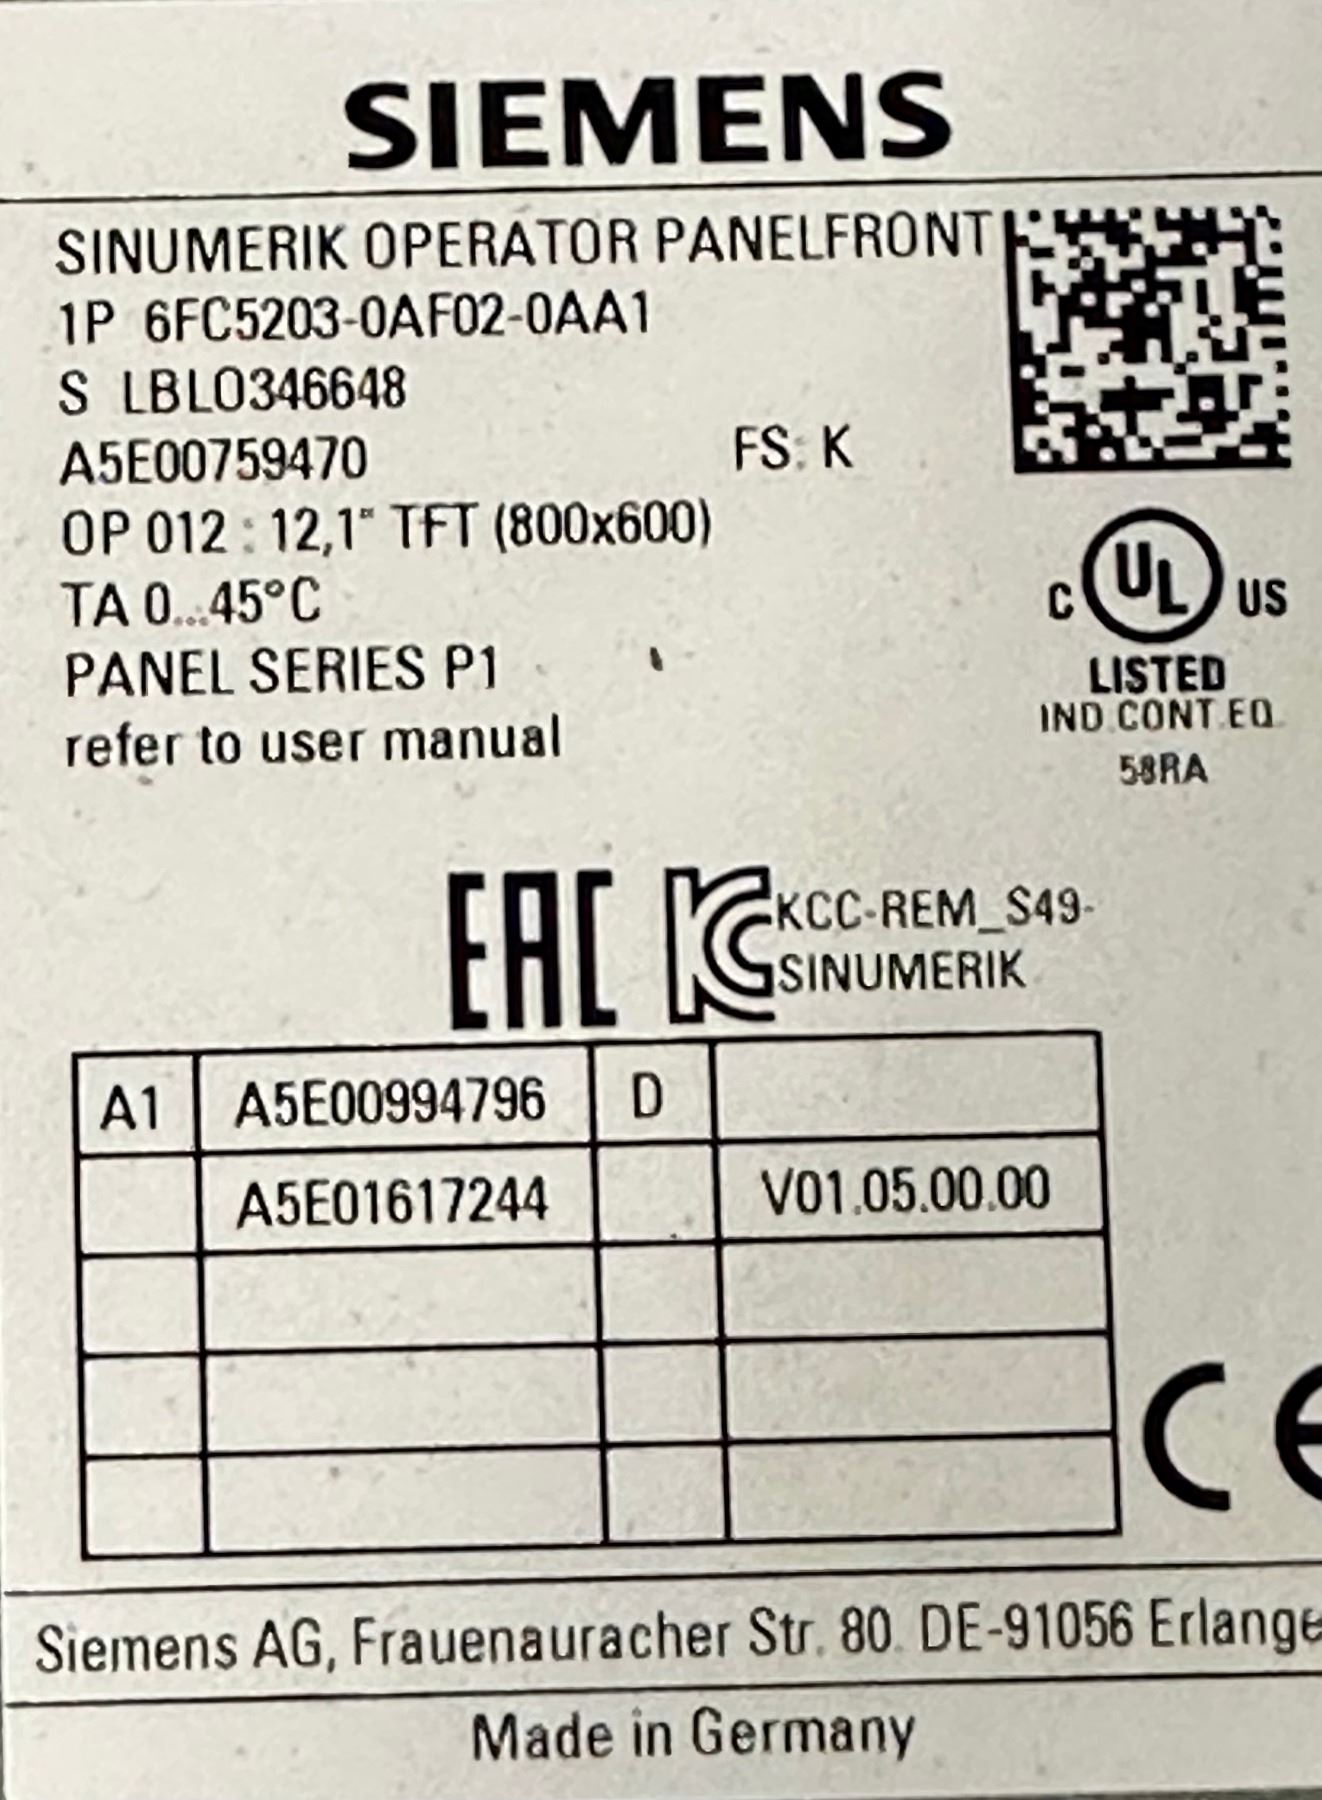 SIEMENS
SINUMERIK OPERATOR PANELFRONT
1P 6FC5203-0AF02-0AA1
S LBLO346648
A5E00759470 FS: K
OP 012 : 12,1" TFT (800x600)
TA 0...45°C
PANEL SERIES P1
refer to user manual
C UL US
LISTED
IND.CONT.EQ.
58RA
EAC KC KCC-REM_S49-
SINUMERIK
A1 A5E00994796 D
A5E01617244 V01.05.00.00
CE
Siemens AG, Frauenauracher Str. 80. DE-91056 Erlange
Made in Germany